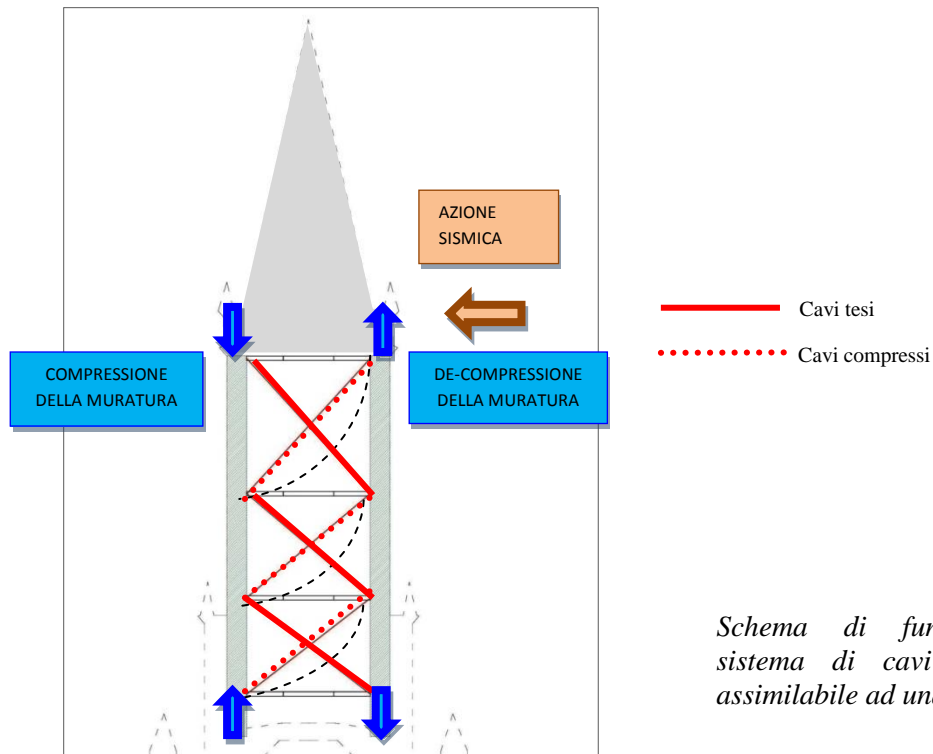 AZIONE
SISMICA
Cavi tesi
Cavi compressi
COMPRESSIONE
DELLA MURATURA
DE-COMPRESSIONE
DELLA MURATURA
Schema di fun
sistema di cavi
assimilabile ad un